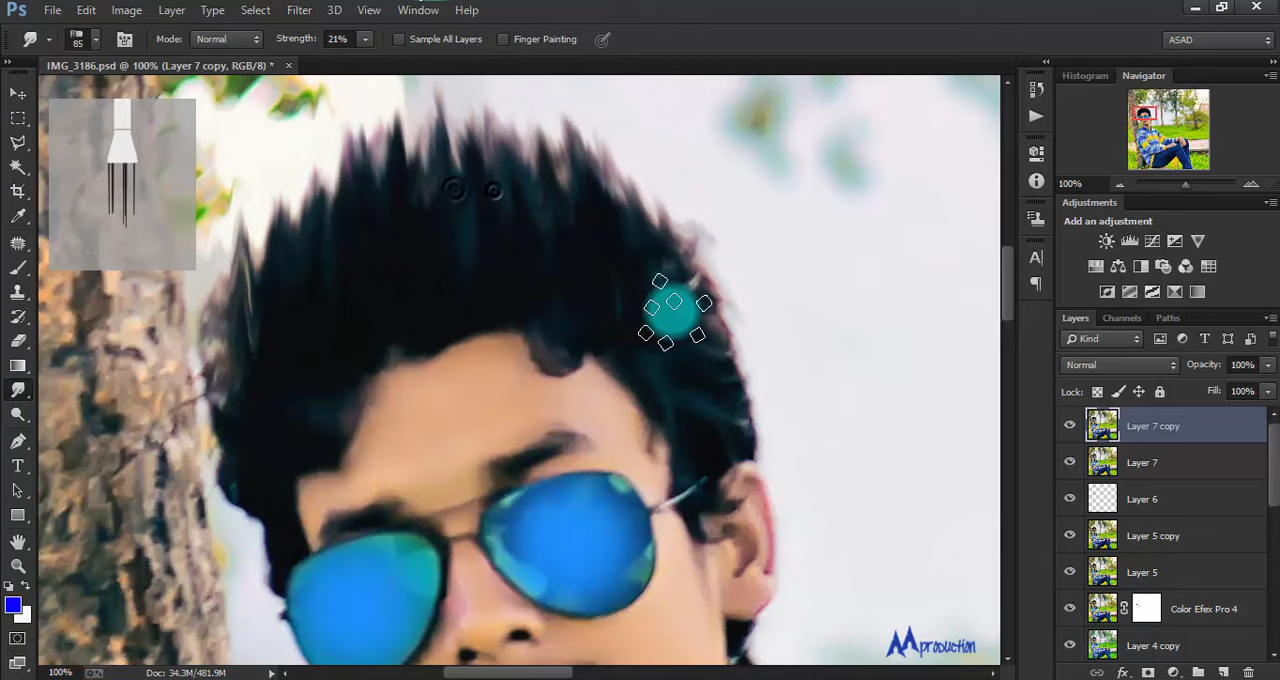 Ps File Edit Image Layer Type Select Filter 3D View Window Help
85 Mode: Normal Strength: 21% Sample All Layers Finger Painting ASAD
IMG_3186.psd @ 100% (Layer 7 copy, RGB/8) * ×
Histogram Navigator
100%
Adjustments
Add an adjustment
Layers Channels Paths
Kind
Normal Opacity: 100%
Lock: Fill: 100%
Layer 7 copy
Layer 7
Layer 6
Layer 5 copy
Layer 5
Color Efex Pro 4
Layer 4 copy
AA production
100% Doc: 34.3M/481.9M